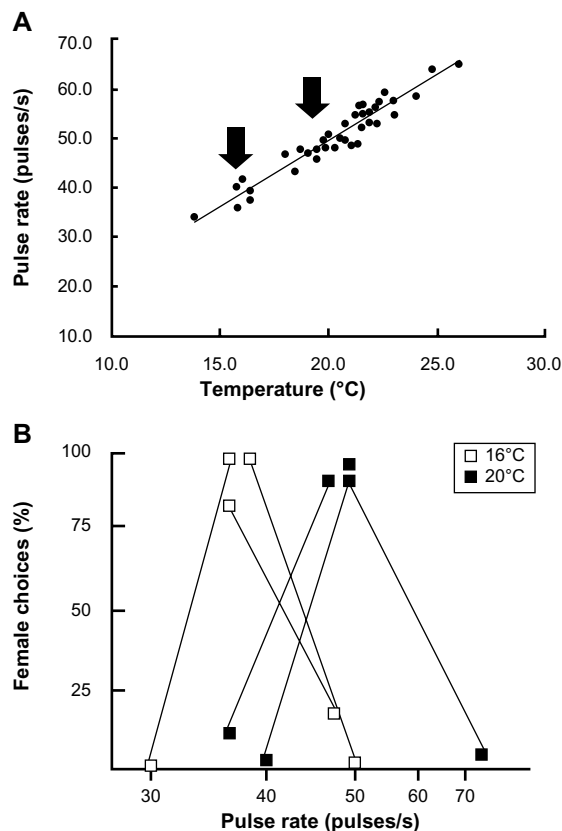 A
70.0
60.0
50.0
40.0
30.0
20.0
10.0
Pulse rate (pulses/s)
10.0 15.0 20.0 25.0 30.0
Temperature (°C)
B
100
75
50
25
Female choices (%)
16°C
20°C
30 40 50 60 70
Pulse rate (pulses/s)